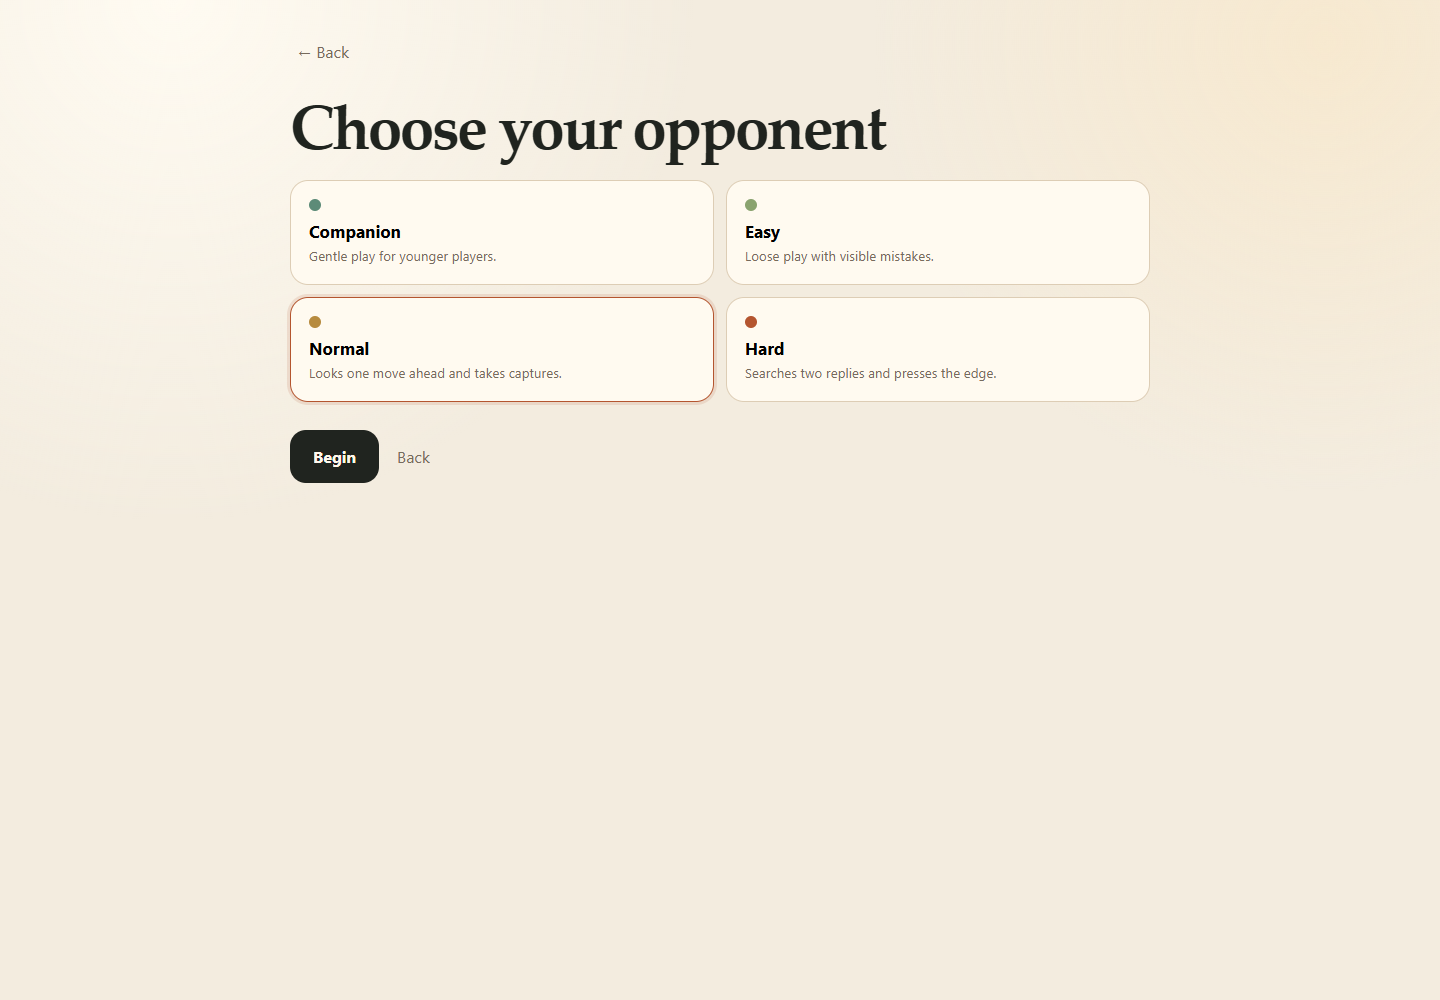 ← Back
Choose your opponent
Companion
Gentle play for younger players.
Easy
Loose play with visible mistakes.
Normal
Looks one move ahead and takes captures.
Hard
Searches two replies and presses the edge.
Begin
Back